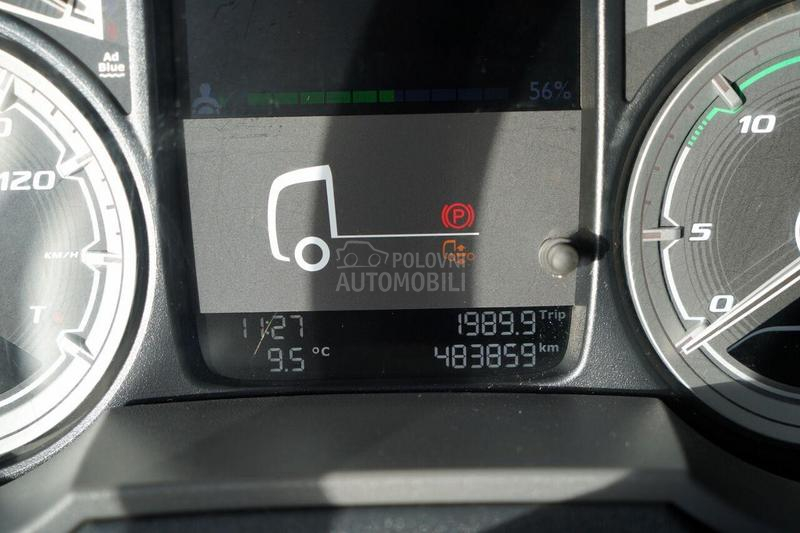 Ad
Blue
56%
120
KM/H
T
P
POLOVNI
AUTOMOBILI
11:27
1989.9 Trip
9.5 °C
483859 km
10
5
0